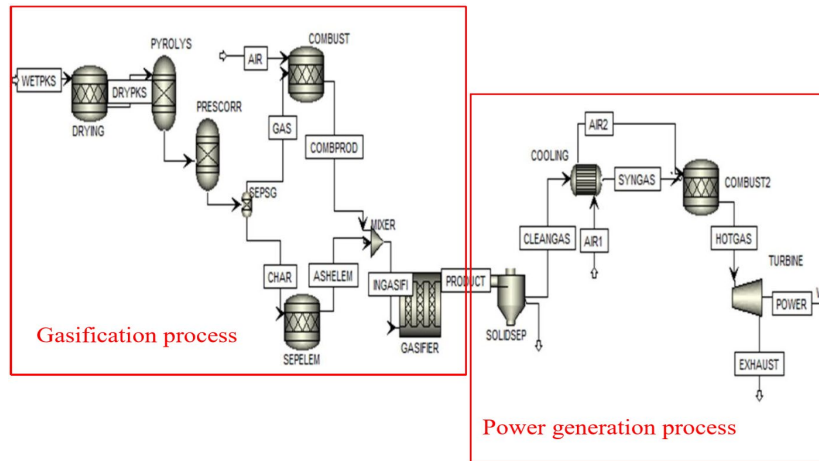 PYROLYS
COMBUST
AIR
WETPKS
DRYPKS
DRYING
PRESCORR
GAS
COMBPROD
SEPSG
MIXER
CHAR
ASHELEM
INGASIFI
PRODUCT
SEPELEM
GASIFIER
Gasification process
AIR2
COOLING
SYNGAS
COMBUST2
CLEANGAS
AIR1
HOTGAS
TURBINE
POWER
SOLIDSEP
EXHAUST
Power generation process